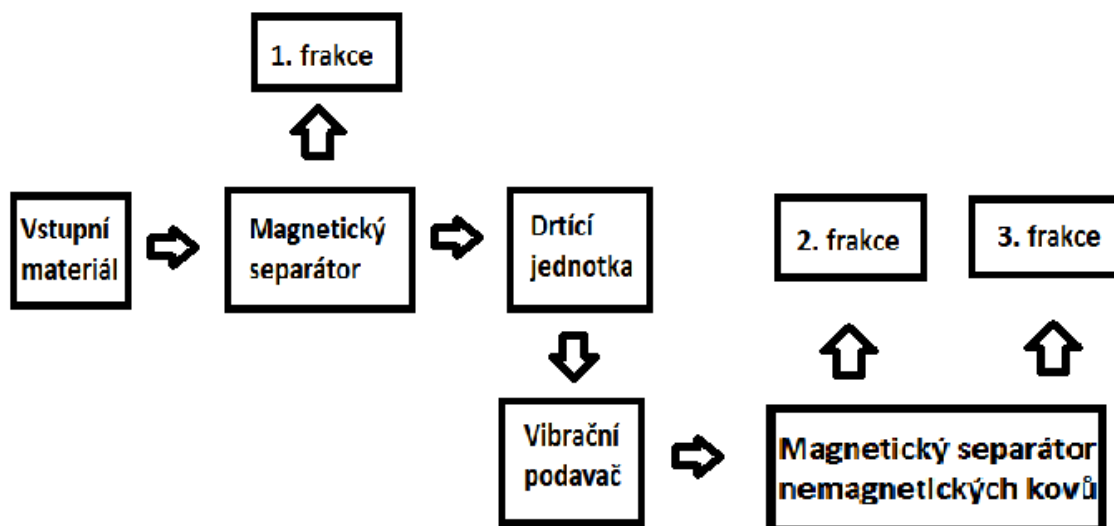 1. frakce
Vstupní
materiál
Magnetický
separátor
Drtící
jednotka
2. frakce
3. frakce
Vibrační
podavač
Magnetický separátor
nemagnetických kovů